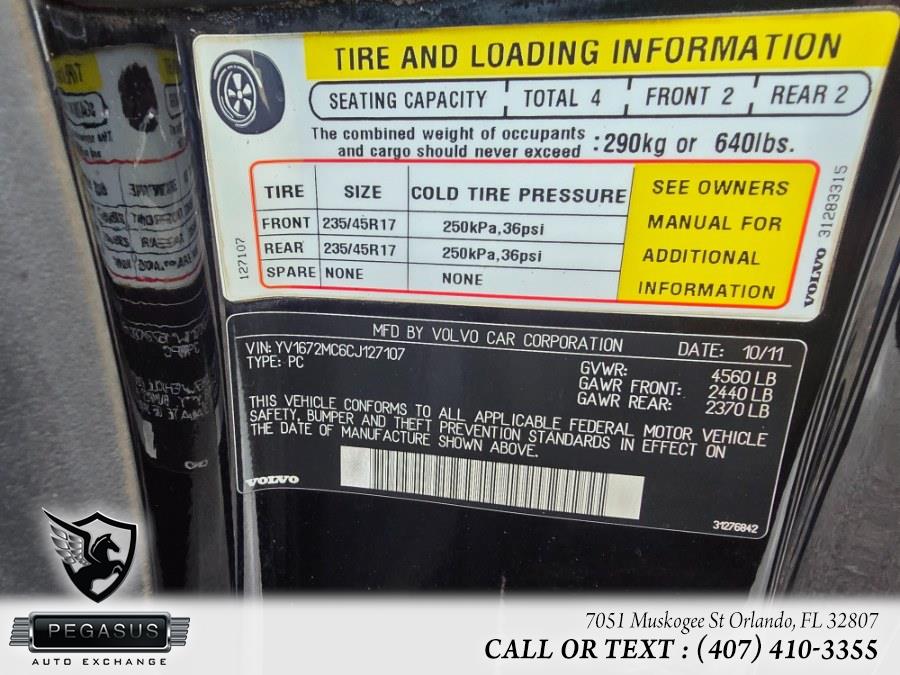 TIRE AND LOADING INFORMATION
SEATING CAPACITY TOTAL 4 FRONT 2 REAR 2
The combined weight of occupants
and cargo should never exceed : 290kg or 640lbs.
TIRE SIZE COLD TIRE PRESSURE
FRONT 235/45R17 250kPa,36psi
REAR 235/45R17 250kPa,36psi
SPARE NONE NONE
SEE OWNERS
MANUAL FOR
ADDITIONAL
INFORMATION
127107
VOLVO 31283315
MFD BY VOLVO CAR CORPORATION DATE: 10/11
VIN: YV1672MC6CJ127107
TYPE: PC
GVWR: 4560 LB
GAWR FRONT: 2440 LB
GAWR REAR: 2370 LB
THIS VEHICLE CONFORMS TO ALL APPLICABLE FEDERAL MOTOR VEHICLE
SAFETY, BUMPER AND THEFT PREVENTION STANDARDS IN EFFECT ON
THE DATE OF MANUFACTURE SHOWN ABOVE.
VOLVO
31276842
PEGASUS
AUTO EXCHANGE
7051 Muskogee St Orlando, FL 32807
CALL OR TEXT : (407) 410-3355